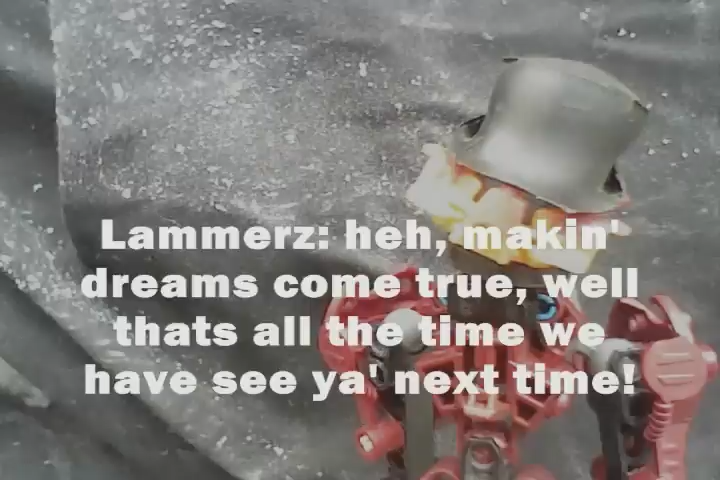 Lammerz: heh, makin'
dreams come true, well
thats all the time we
have see ya' next time!